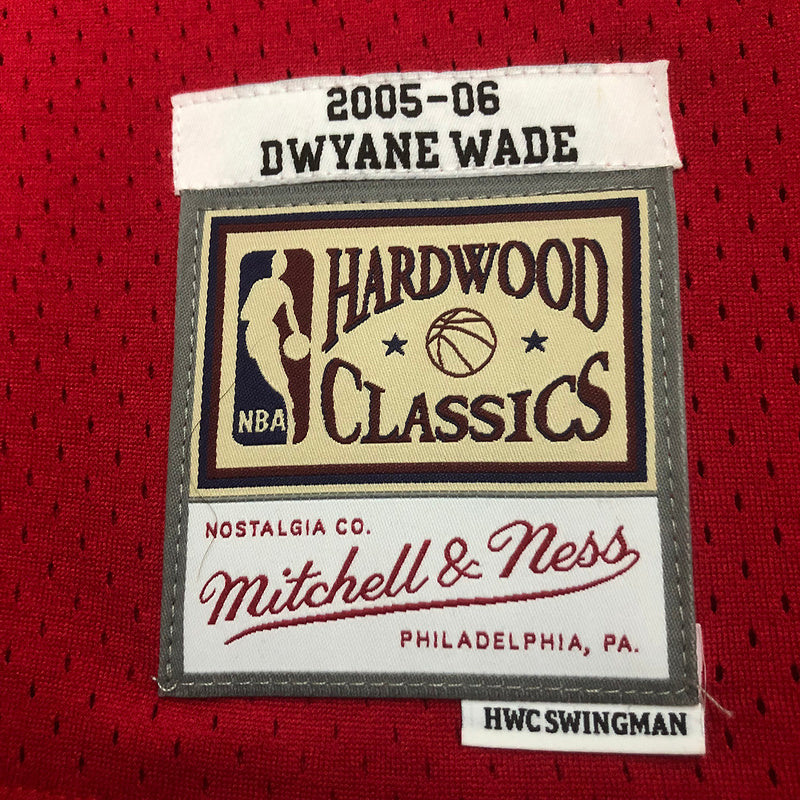 2005-06
DWYANE WADE
HARDWOOD
CLASSICS
NBA
NOSTALGIA CO.
Mitchell & Ness
PHILADELPHIA, PA.
HWC SWINGMAN